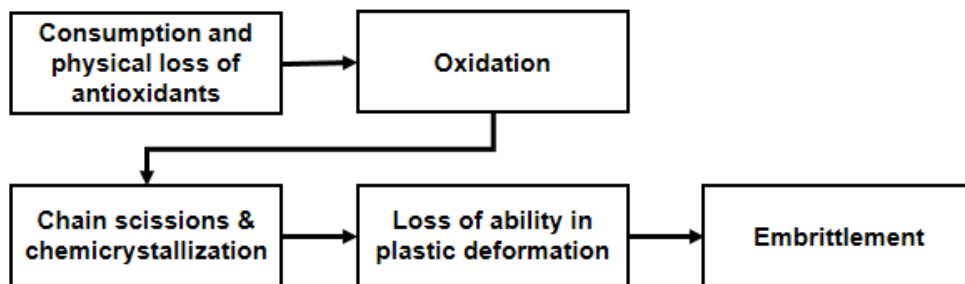 Consumption and
physical loss of
antioxidants
Oxidation
Chain scissions &
chemicrystallization
Loss of ability in
plastic deformation
Embrittlement